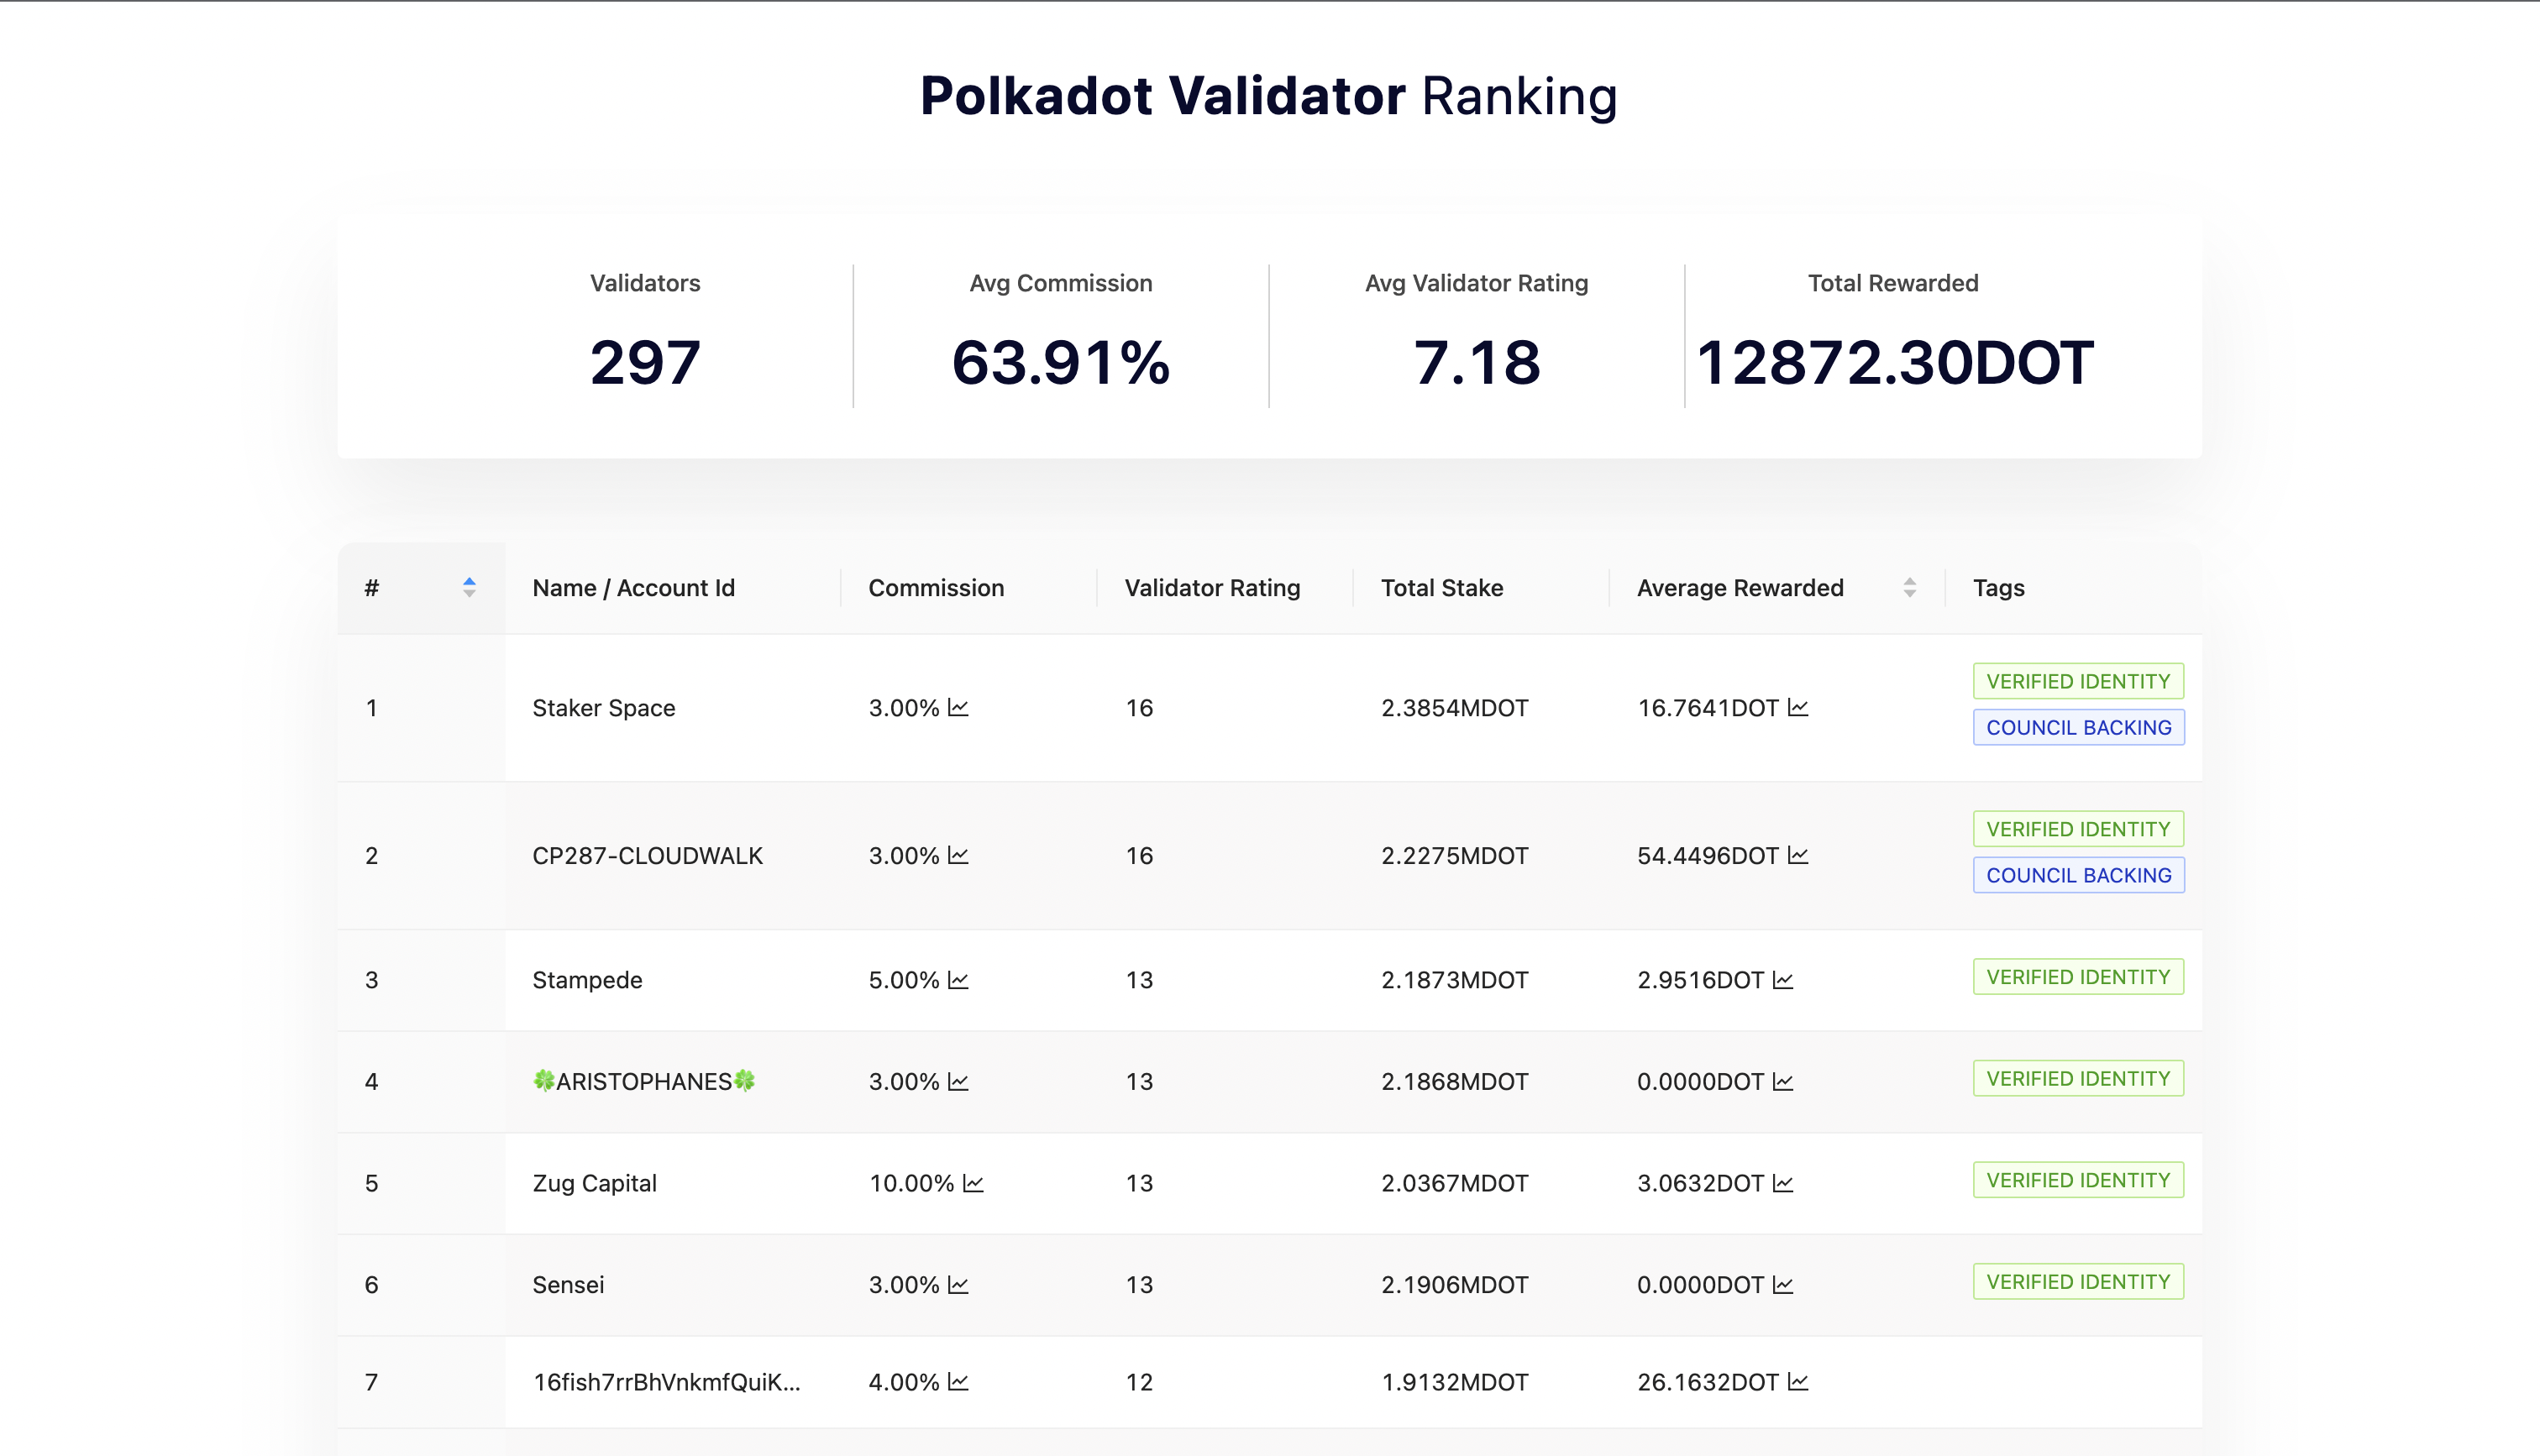 Polkadot Validator Ranking
Validators Avg Commission Avg Validator Rating Total Rewarded
297 63.91% 7.18 12872.30DOT
# Name / Account Id Commission Validator Rating Total Stake Average Rewarded Tags
1 Staker Space 3.00% 16 2.3854MDOT 16.7641DOT VERIFIED IDENTITY
COUNCIL BACKING
2 CP287-CLOUDWALK 3.00% 16 2.2275MDOT 54.4496DOT VERIFIED IDENTITY
COUNCIL BACKING
3 Stampede 5.00% 13 2.1873MDOT 2.9516DOT VERIFIED IDENTITY
4 🍀ARISTOPHANES🍀 3.00% 13 2.1868MDOT 0.0000DOT VERIFIED IDENTITY
5 Zug Capital 10.00% 13 2.0367MDOT 3.0632DOT VERIFIED IDENTITY
6 Sensei 3.00% 13 2.1906MDOT 0.0000DOT VERIFIED IDENTITY
7 16fish7rrBhVnkmfQuiK... 4.00% 12 1.9132MDOT 26.1632DOT